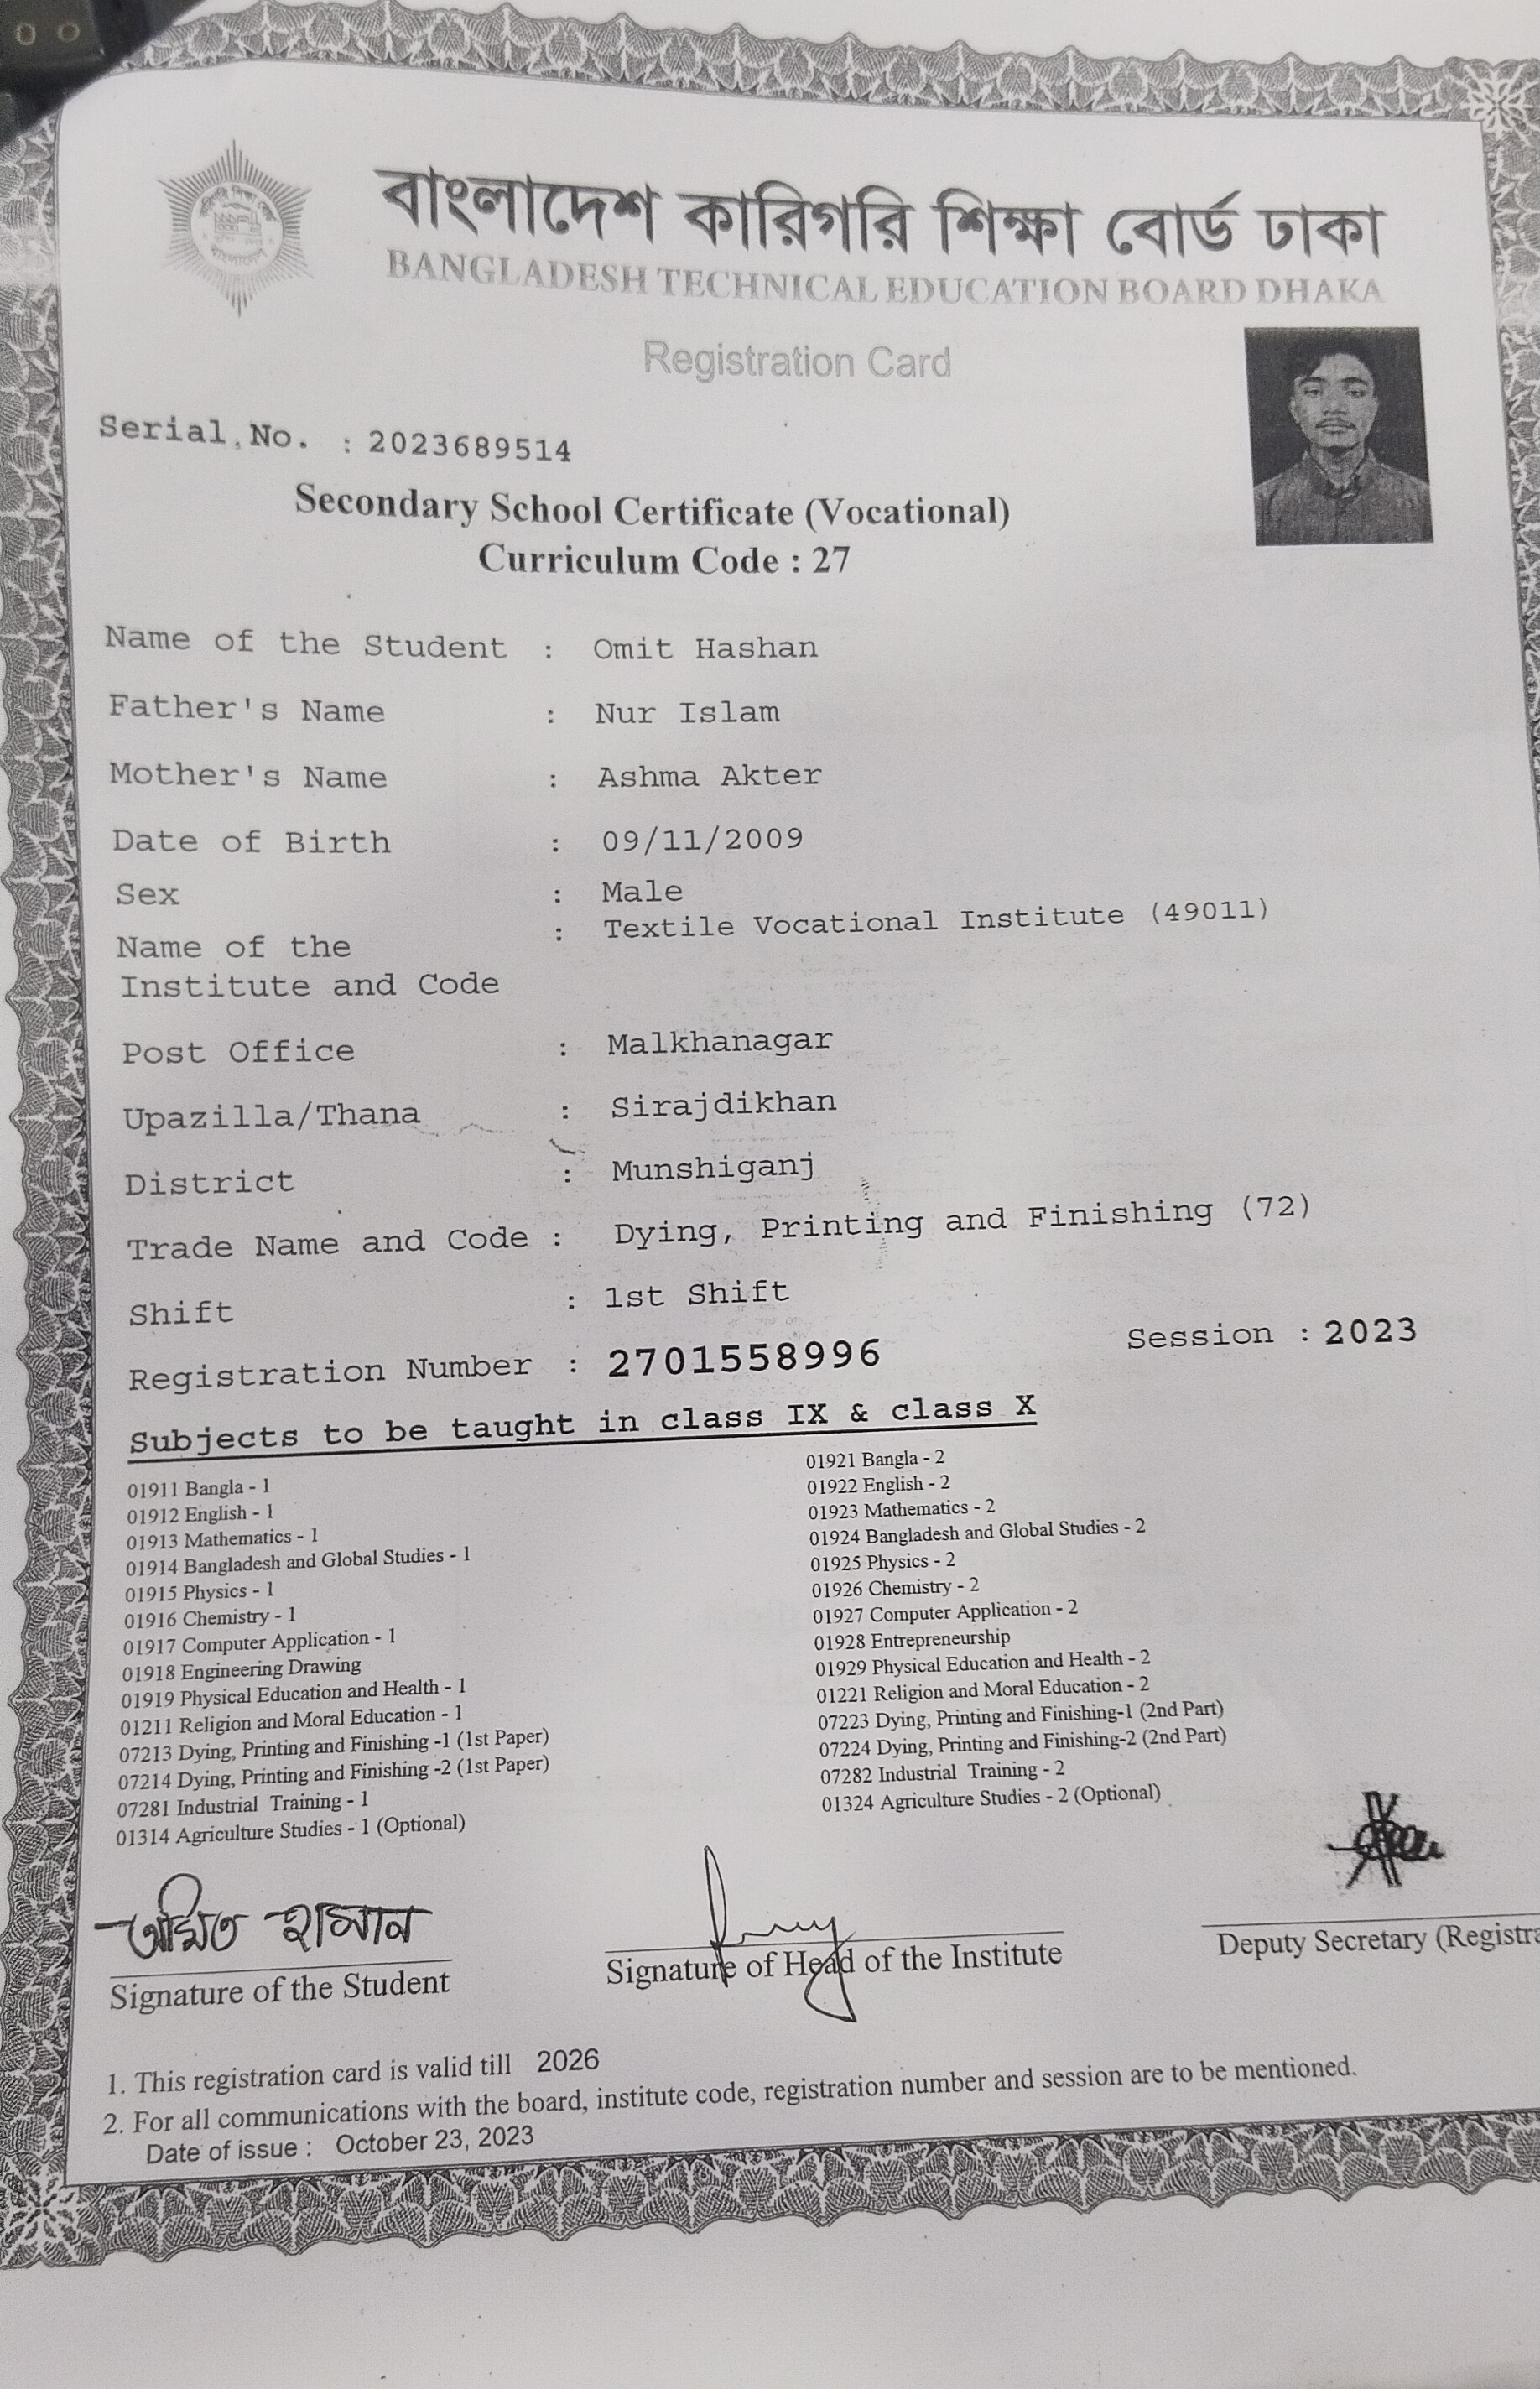 বাংলাদেশ কারিগরি শিক্ষা বোর্ড ঢাকা
BANGLADESH TECHNICAL EDUCATION BOARD DHAKA
Registration Card
Serial No. : 2023689514
Secondary School Certificate (Vocational)
Curriculum Code : 27
Name of the Student : Omit Hashan
Father's Name : Nur Islam
Mother's Name : Ashma Akter
Date of Birth : 09/11/2009
Sex : Male
Name of the : Textile Vocational Institute (49011)
Institute and Code
Post Office : Malkhanagar
Upazilla/Thana : Sirajdikhan
District : Munshiganj
Trade Name and Code : Dying, Printing and Finishing (72)
Shift : 1st Shift
Registration Number : 2701558996 Session : 2023
Subjects to be taught in class IX & class X
01911 Bangla - 1
01912 English - 1
01913 Mathematics - 1
01914 Bangladesh and Global Studies - 1
01915 Physics - 1
01916 Chemistry - 1
01917 Computer Application - 1
01918 Engineering Drawing
01919 Physical Education and Health - 1
01211 Religion and Moral Education - 1
07213 Dying, Printing and Finishing -1 (1st Paper)
07214 Dying, Printing and Finishing -2 (1st Paper)
07281 Industrial Training - 1
01314 Agriculture Studies - 1 (Optional)
01921 Bangla - 2
01922 English - 2
01923 Mathematics - 2
01924 Bangladesh and Global Studies - 2
01925 Physics - 2
01926 Chemistry - 2
01927 Computer Application - 2
01928 Entrepreneurship
01929 Physical Education and Health - 2
01221 Religion and Moral Education - 2
07223 Dying, Printing and Finishing-1 (2nd Part)
07224 Dying, Printing and Finishing-2 (2nd Part)
07282 Industrial Training - 2
01324 Agriculture Studies - 2 (Optional)
অমিত হাসান
Signature of the Student
Signature of Head of the Institute
Deputy Secretary (Registra
1. This registration card is valid till 2026
2. For all communications with the board, institute code, registration number and session are to be mentioned.
Date of issue : October 23, 2023